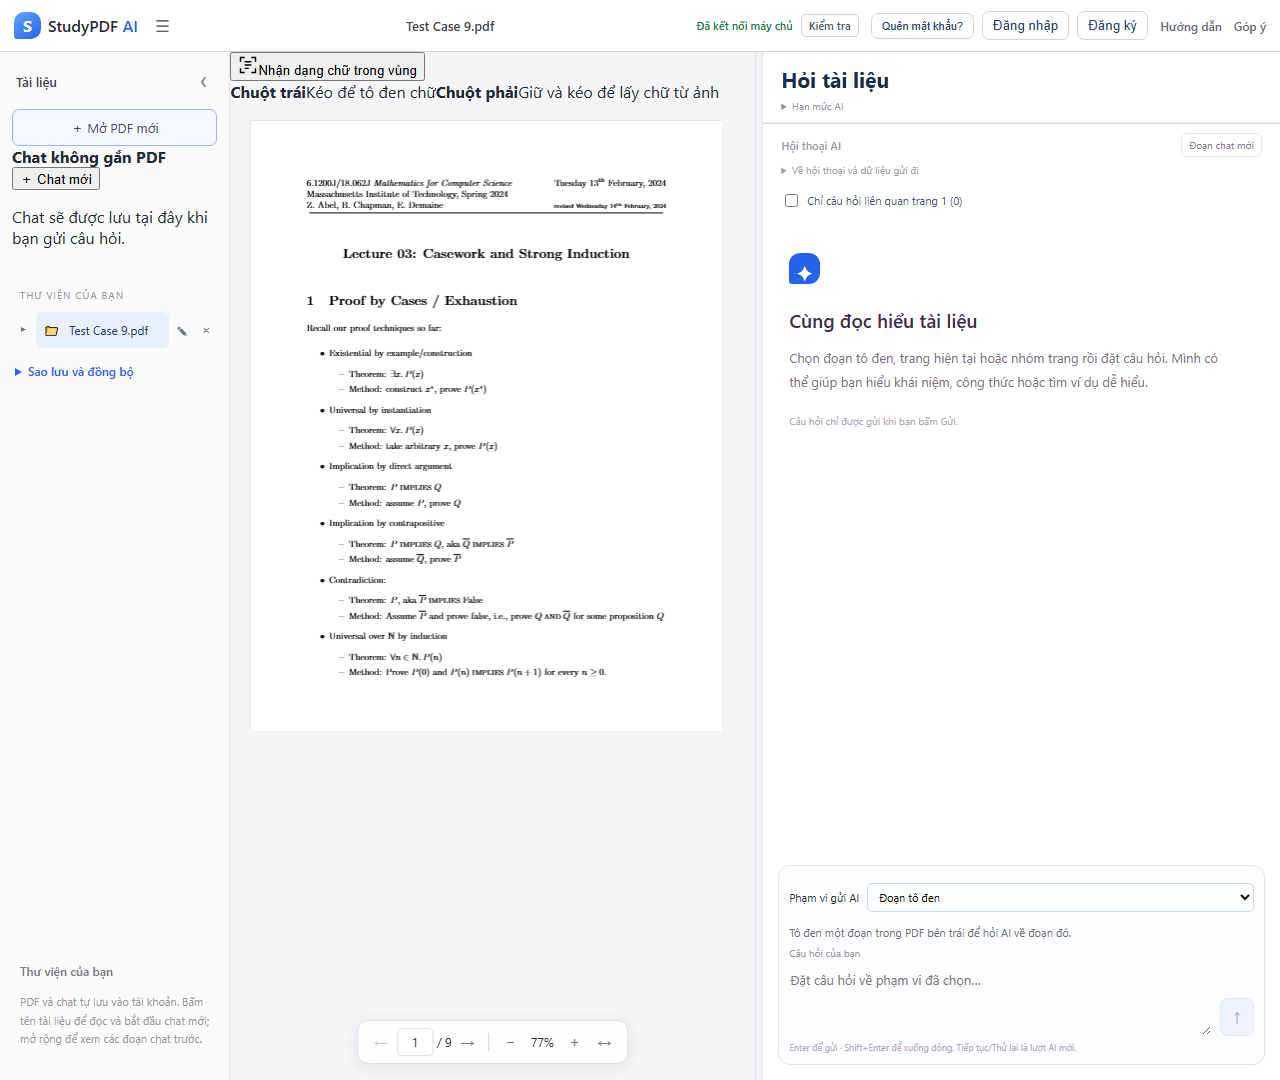 S StudyPDF AI ☰
Test Case 9.pdf
Đã kết nối máy chủ Kiểm tra Quên mật khẩu? Đăng nhập Đăng ký Hướng dẫn Góp ý
Tài liệu
+ Mở PDF mới
Chat không gắn PDF
+ Chat mới
Chat sẽ được lưu tại đây khi
bạn gửi câu hỏi.
THƯ VIỆN CỦA BẠN
Test Case 9.pdf
Sao lưu và đồng bộ
Thư viện của bạn
PDF và chat tự lưu vào tài khoản. Bấm
tên tài liệu để đọc và bắt đầu chat mới;
mở rộng để xem các đoạn chat trước.
Nhận dạng chữ trong vùng
Chuột tráiKéo để tô đen chữChuột phảiGiữ và kéo để lấy chữ từ ảnh
6.1200J/18.062J Mathematics for Computer Science Tuesday 13th February, 2024
Massachusetts Institute of Technology, Spring 2024
Z. Abel, B. Chapman, E. Demaine revised Wednesday 14th February, 2024
Lecture 03: Casework and Strong Induction
1 Proof by Cases / Exhaustion
Recall our proof techniques so far:
• Existential by example/construction
– Theorem: ∃x. P(x)
– Method: construct x*, prove P(x*)
• Universal by instantiation
– Theorem: ∀x. P(x)
– Method: take arbitrary x, prove P(x)
• Implication by direct argument
– Theorem: P IMPLIES Q
– Method: assume P, prove Q
• Implication by contrapositive
– Theorem: P IMPLIES Q, aka Q̅ IMPLIES P̅
– Method: assume Q̅, prove P̅
• Contradiction:
– Theorem: P, aka P̅ IMPLIES False
– Method: Assume P̅ and prove false, i.e., prove Q AND Q̅ for some proposition Q
• Universal over ℕ by induction
– Theorem: ∀n ∈ ℕ. P(n)
– Method: Prove P(0) and P(n) IMPLIES P(n + 1) for every n ≥ 0.
← 1 / 9 → − 77% + ↔
Hỏi tài liệu
Hạn mức AI
Hội thoại AI Đoạn chat mới
Về hội thoại và dữ liệu gửi đi
Chỉ câu hỏi liên quan trang 1 (0)
Cùng đọc hiểu tài liệu
Chọn đoạn tô đen, trang hiện tại hoặc nhóm trang rồi đặt câu hỏi. Mình có
thể giúp bạn hiểu khái niệm, công thức hoặc tìm ví dụ dễ hiểu.
Câu hỏi chỉ được gửi khi bạn bấm Gửi.
Phạm vi gửi AI Đoạn tô đen
Tô đen một đoạn trong PDF bên trái để hỏi AI về đoạn đó.
Câu hỏi của bạn
Đặt câu hỏi về phạm vi đã chọn...
↑
Enter để gửi · Shift+Enter để xuống dòng. Tiếp tục/Thử lại là lượt AI mới.